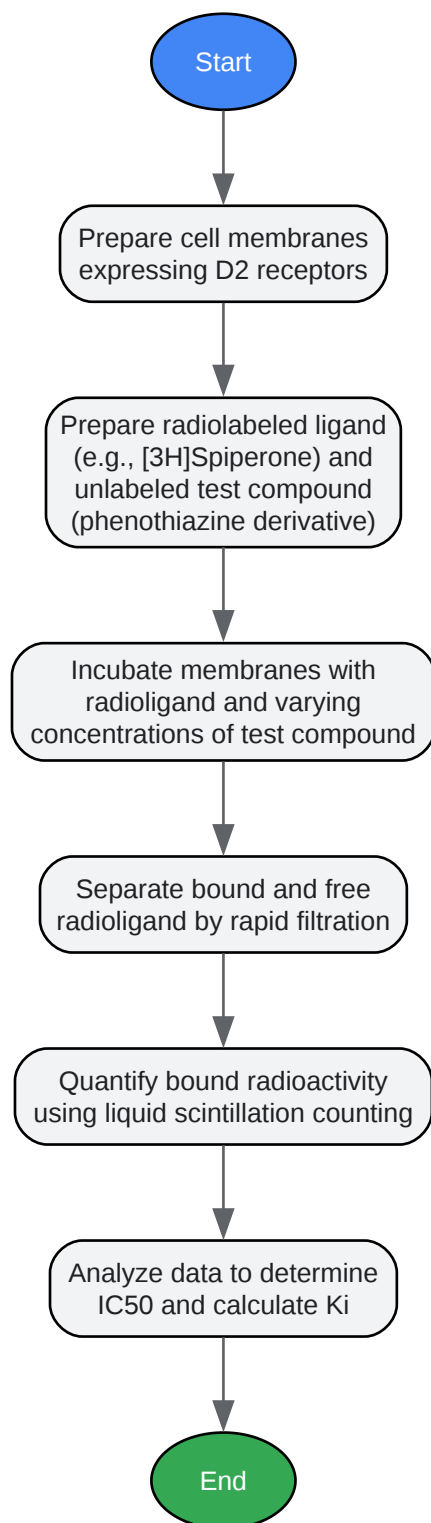 Start
Prepare cell membranes
expressing D2 receptors
Prepare radiolabeled ligand
(e.g., [3H]Spiperone) and
unlabeled test compound
(phenothiazine derivative)
Incubate membranes with
radioligand and varying
concentrations of test compound
Separate bound and free
radioligand by rapid filtration
Quantify bound radioactivity
using liquid scintillation counting
Analyze data to determine
IC50 and calculate Ki
End